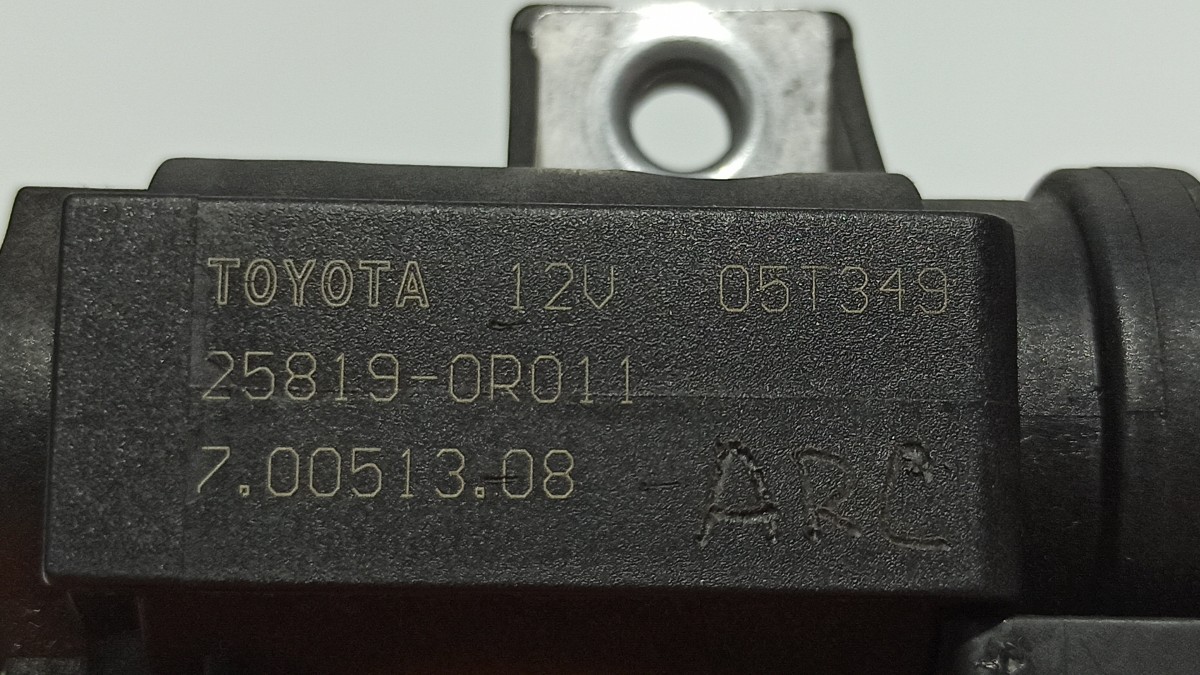 TOYOTA 12V 05T349
25819-0R011
7.00513.08
ARC